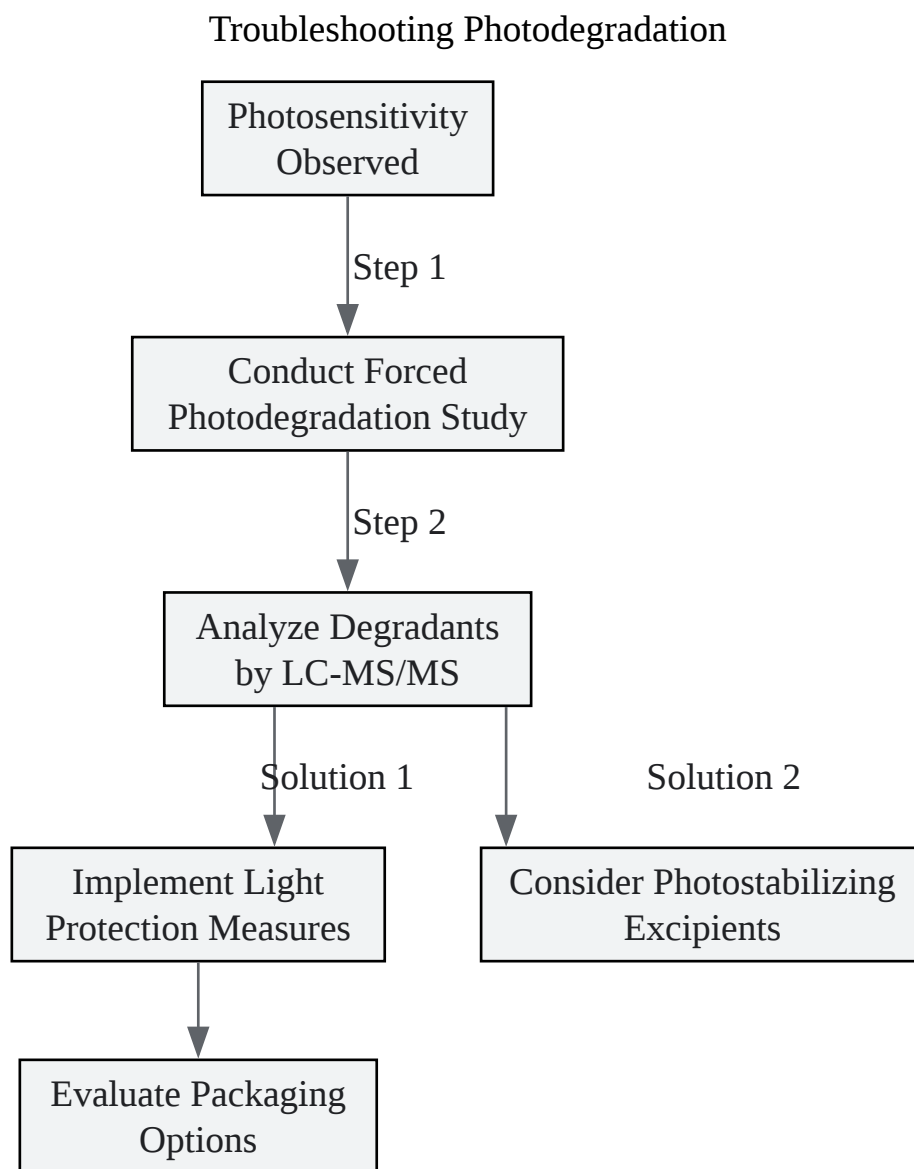 Troubleshooting Photodegradation
Photosensitivity
Observed
Step 1
Conduct Forced
Photodegradation Study
Step 2
Analyze Degradants
by LC-MS/MS
Solution 1
Solution 2
Implement Light
Protection Measures
Consider Photostabilizing
Excipients
Evaluate Packaging
Options